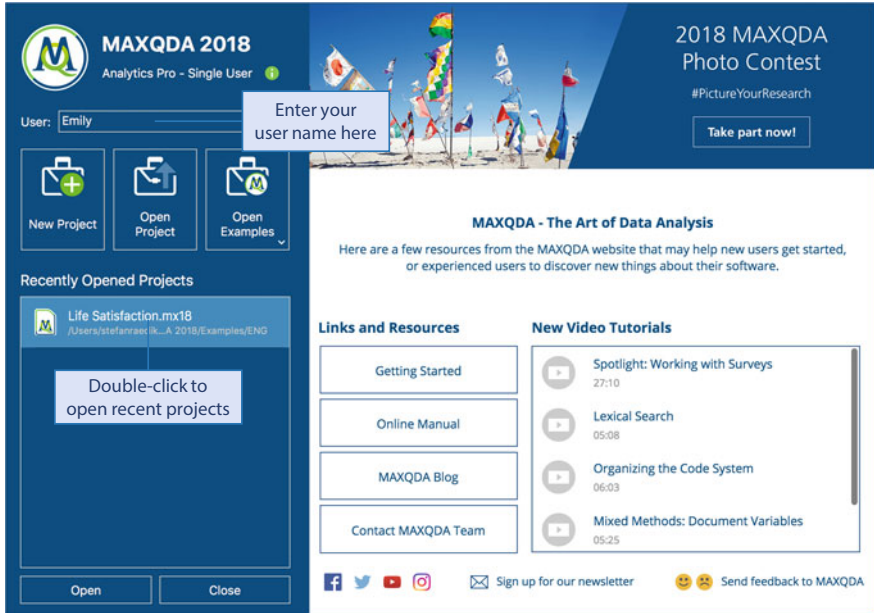 MAXQDA 2018
Analytics Pro - Single User
User: Emily
Enter your
user name here
New Project
Open
Project
Open
Examples
Recently Opened Projects
Life Satisfaction.mx18
/Users/stefanraedik...A 2018/Examples/ENG
Double-click to
open recent projects
Open
Close
2018 MAXQDA
Photo Contest
#PictureYourResearch
Take part now!
MAXQDA - The Art of Data Analysis
Here are a few resources from the MAXQDA website that may help new users get started,
or experienced users to discover new things about their software.
Links and Resources
Getting Started
Online Manual
MAXQDA Blog
Contact MAXQDA Team
New Video Tutorials
Spotlight: Working with Surveys
27:10
Lexical Search
05:08
Organizing the Code System
06:03
Mixed Methods: Document Variables
05:25
Sign up for our newsletter
Send feedback to MAXQDA